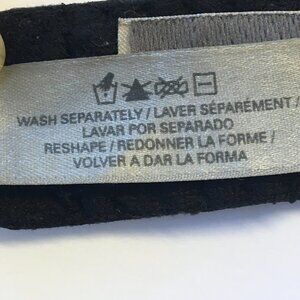 WASH SEPARATELY / LAVER SÉPARÉMENT /
LAVAR POR SEPARADO
RESHAPE / REDONNER LA FORME /
VOLVER A DAR LA FORMA